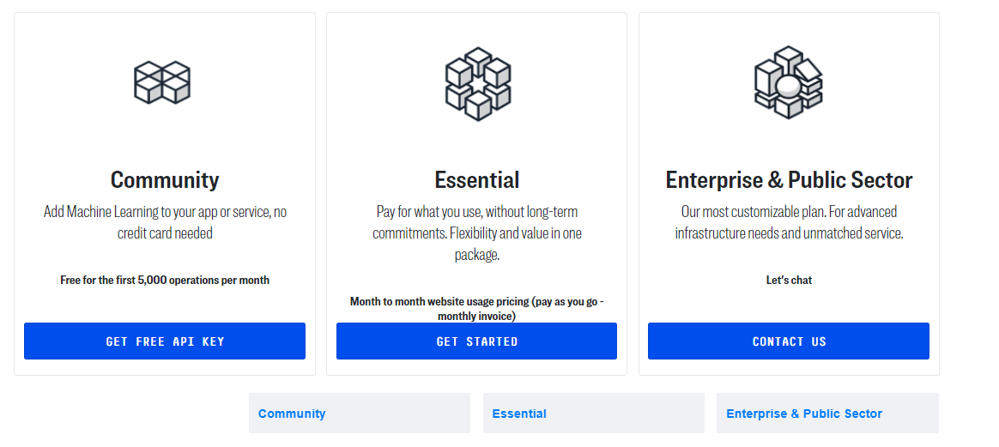 Community
Add Machine Learning to your app or service, no
credit card needed
Free for the first 5,000 operations per month
GET FREE API KEY
Essential
Pay for what you use, without long-term
commitments. Flexibility and value in one
package.
Month to month website usage pricing (pay as you go -
monthly invoice)
GET STARTED
Enterprise & Public Sector
Our most customizable plan. For advanced
infrastructure needs and unmatched service.
Let's chat
CONTACT US
Community
Essential
Enterprise & Public Sector